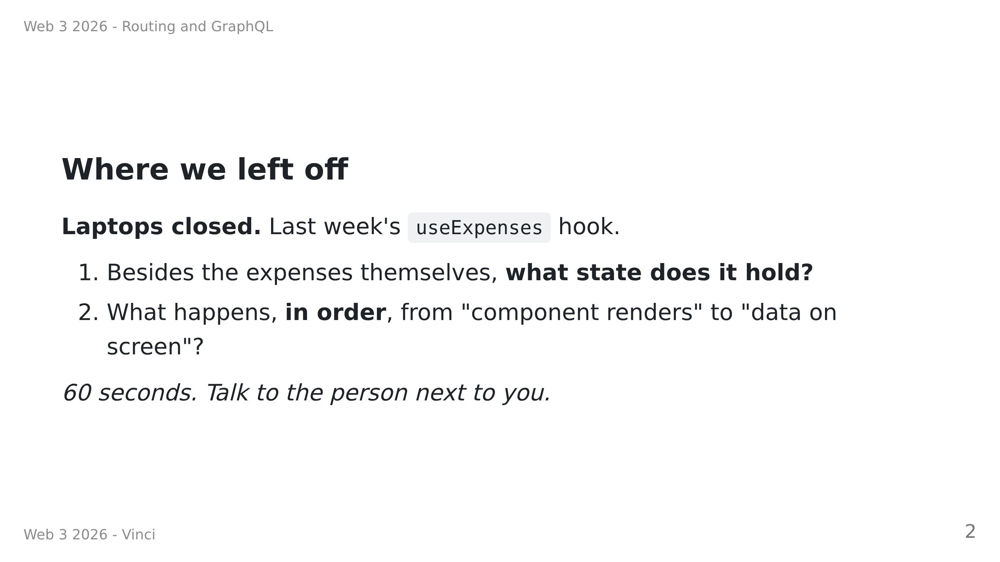 Web 3 2026 - Routing and GraphQL
Where we left off
Laptops closed. Last week's useExpenses hook.
1. Besides the expenses themselves, what state does it hold?
2. What happens, in order, from "component renders" to "data on
screen"?
60 seconds. Talk to the person next to you.
Web 3 2026 - Vinci
2